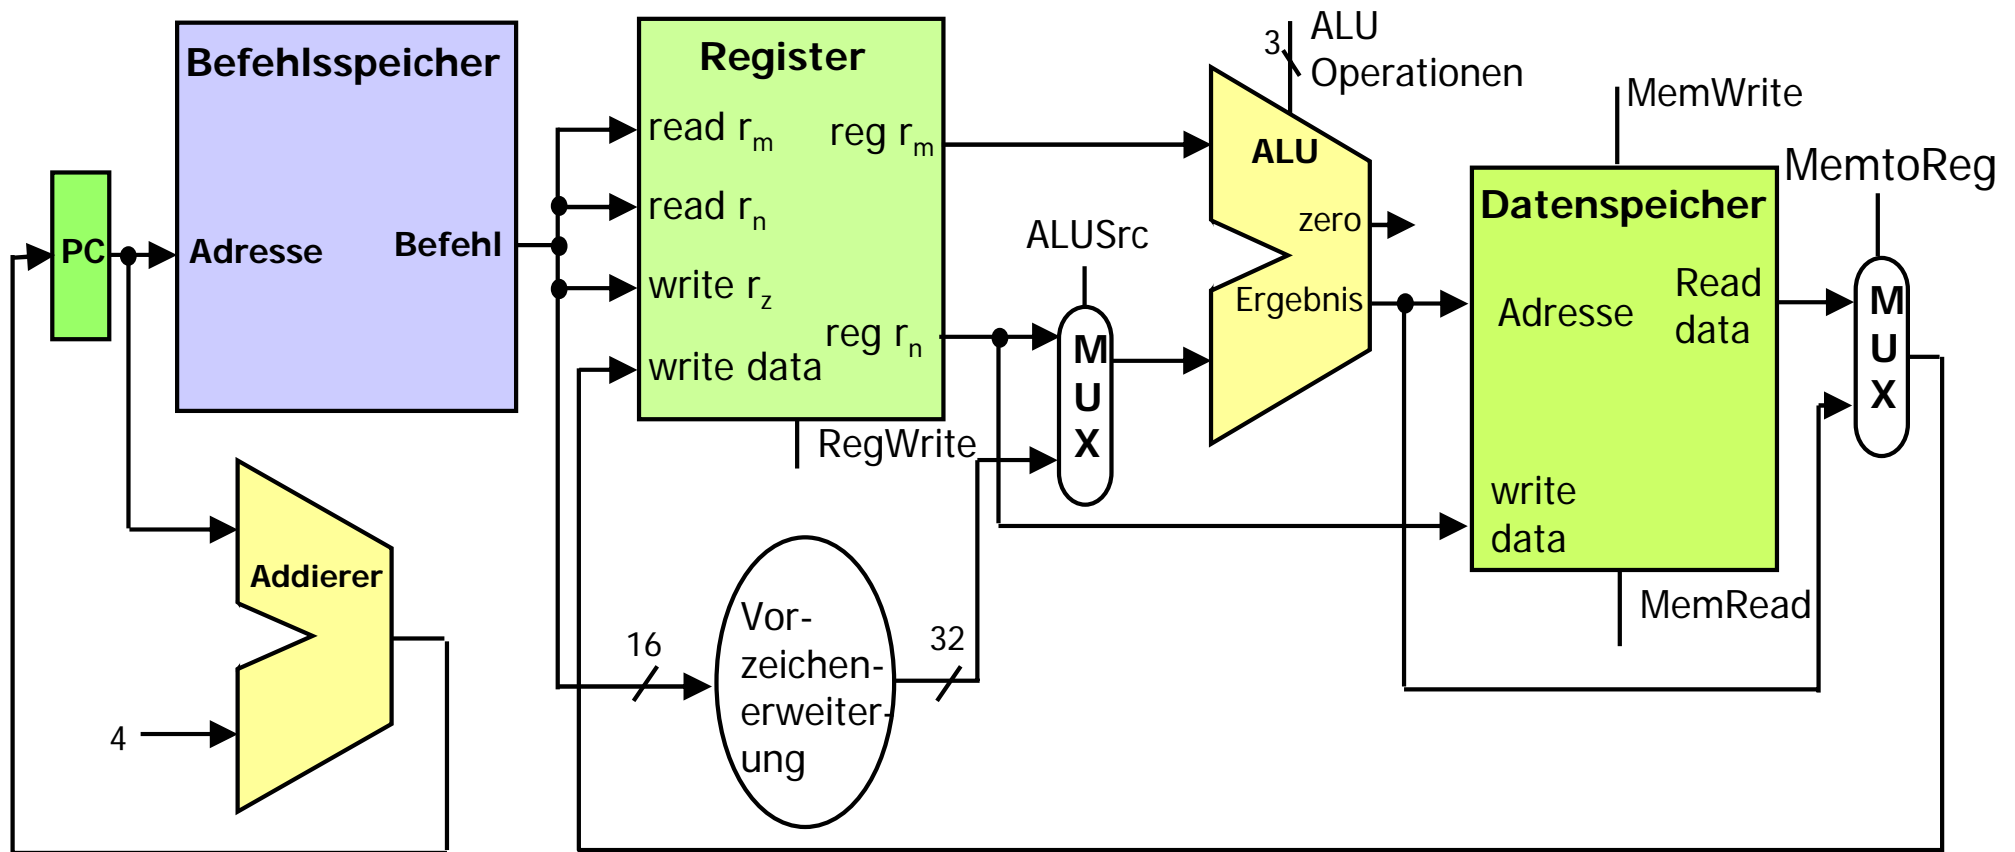 PC
Befehlsspeicher
Adresse
Befehl
Addierer
4
Register
read rm
read rn
write rz
write data
reg rm
reg rn
RegWrite
16
Vor-
zeichen-
erweiter-
ung
32
ALUSrc
M
U
X
3
ALU
Operationen
ALU
zero
Ergebnis
MemWrite
Datenspeicher
Adresse
Read
data
write
data
MemRead
MemtoReg
M
U
X